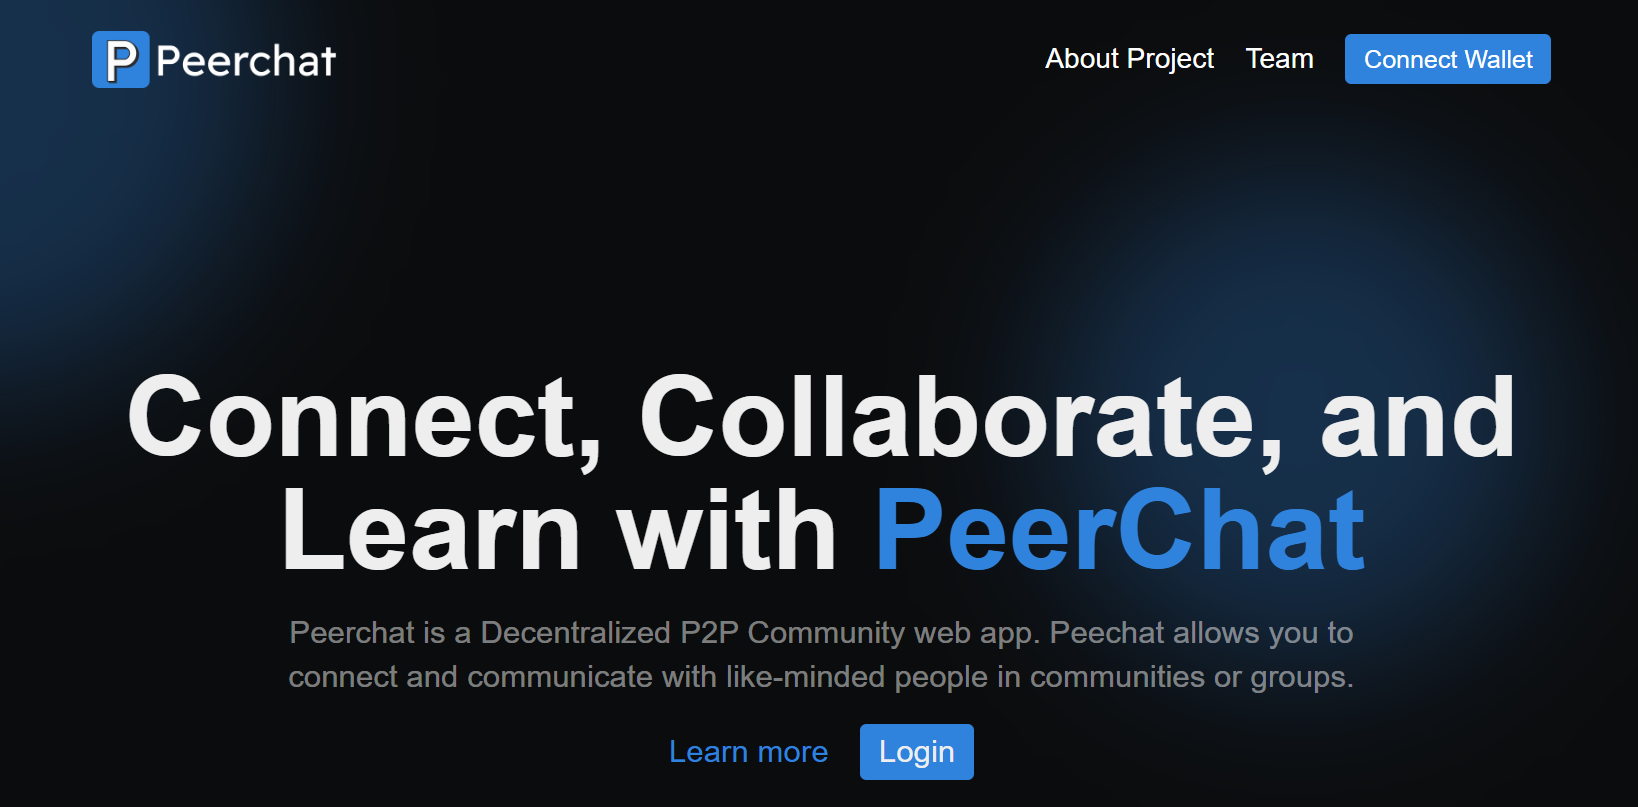 P Peerchat
About Project Team Connect Wallet
Connect, Collaborate, and
Learn with PeerChat
Peerchat is a Decentralized P2P Community web app. Peechat allows you to
connect and communicate with like-minded people in communities or groups.
Learn more Login